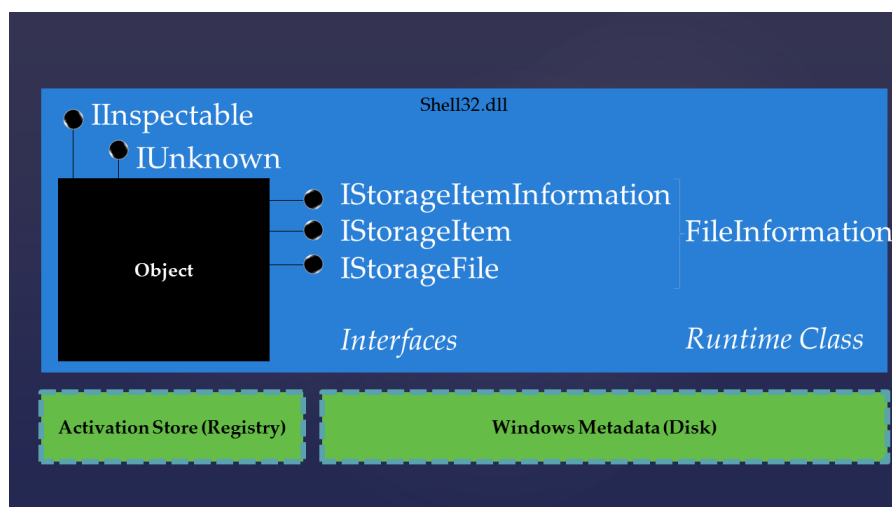 Shell32.dll
IInspectable
IUnknown
IStorageItemInformation
IStorageItem
FileInformation
IStorageFile
Object
Interfaces
Runtime Class
Activation Store (Registry)
Windows Metadata (Disk)